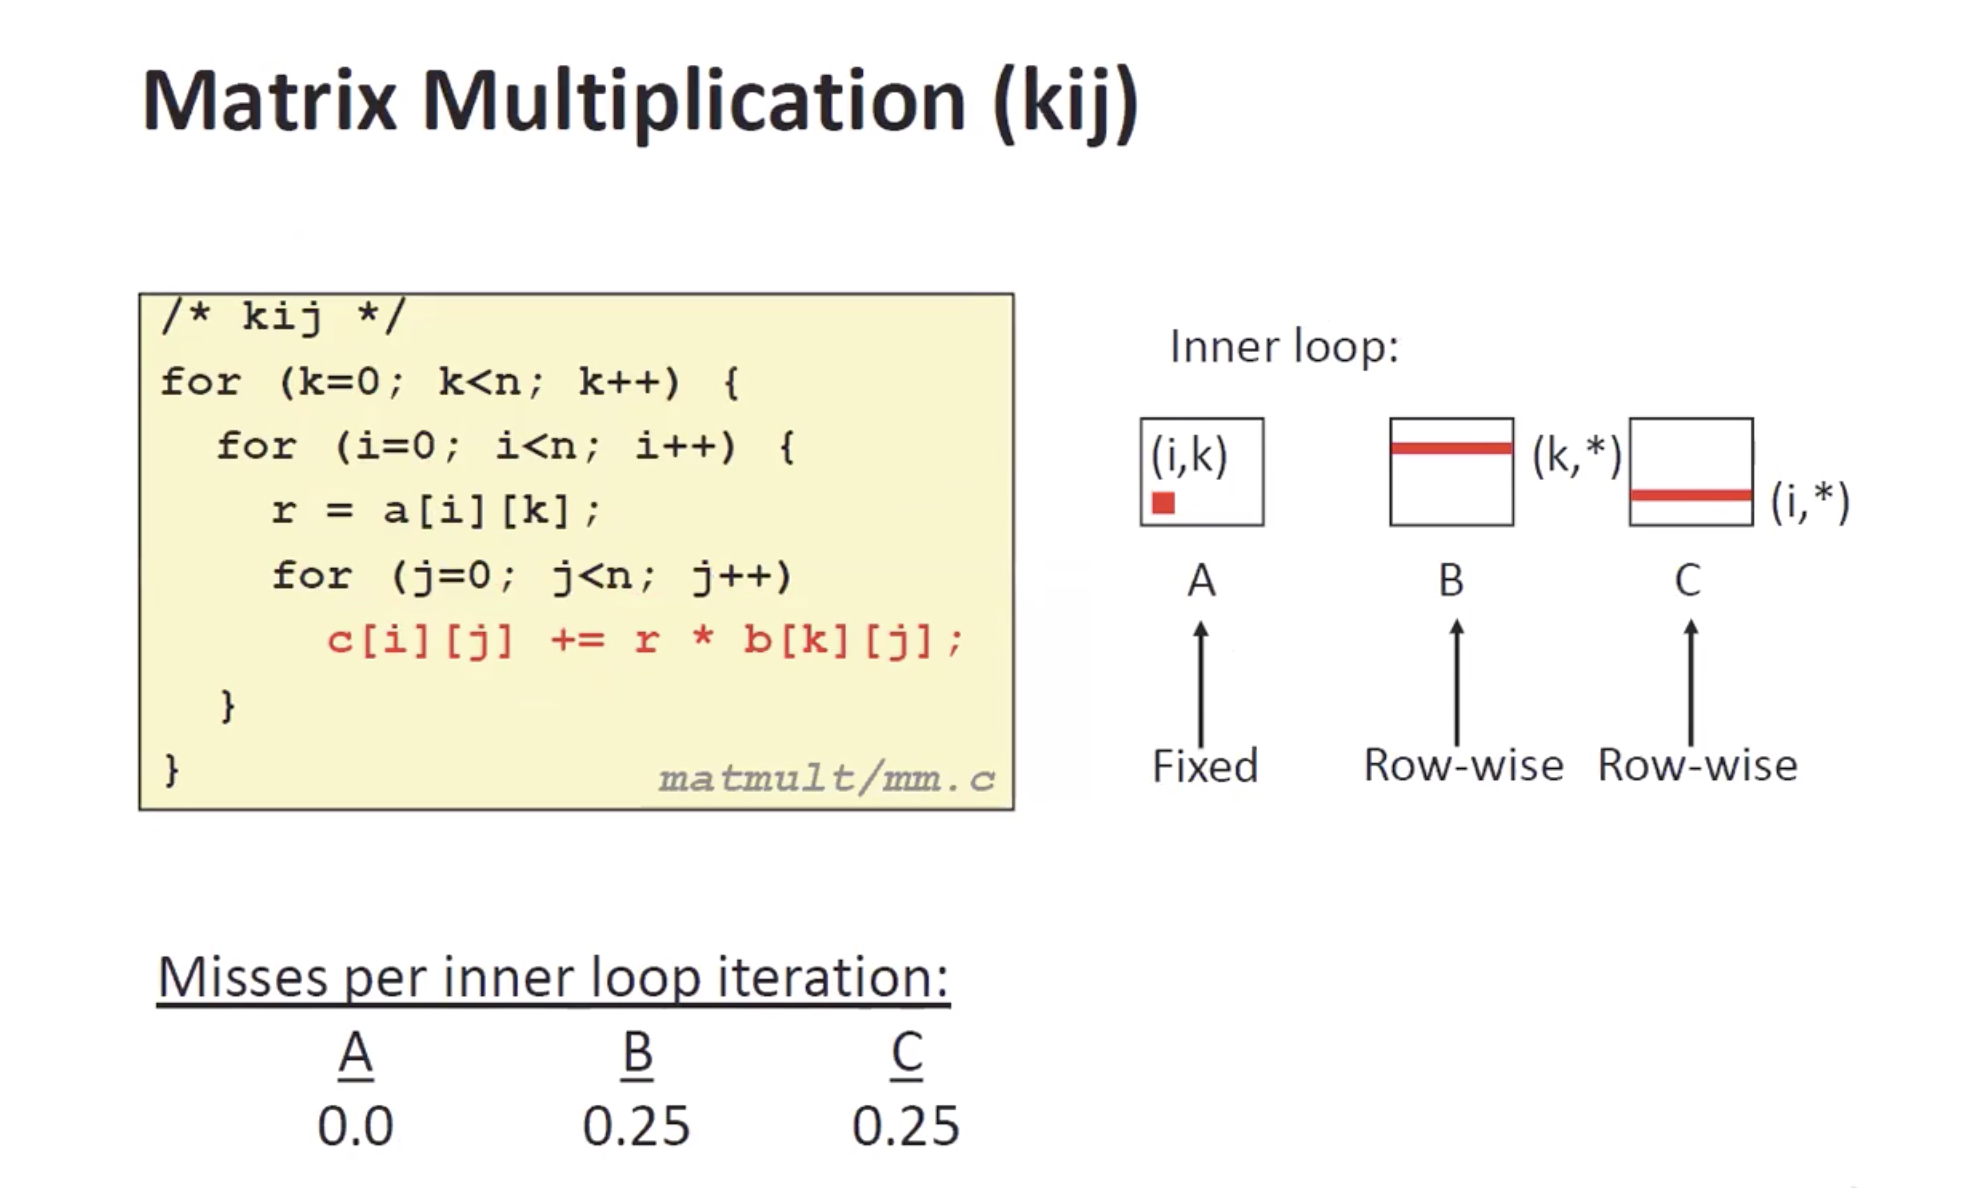 Matrix Multiplication (kij)
/* kij */
for (k=0; k<n; k++) {
for (i=0; i<n; i++) {
r = a[i][k];
for (j=0; j<n; j++)
c[i][j] += r * b[k][j];
}
}
matmult/mm.c
Inner loop:
(i,k)
(k,*)
(i,*)
A B C
Fixed Row-wise Row-wise
Misses per inner loop iteration:
A B C
0.0 0.25 0.25